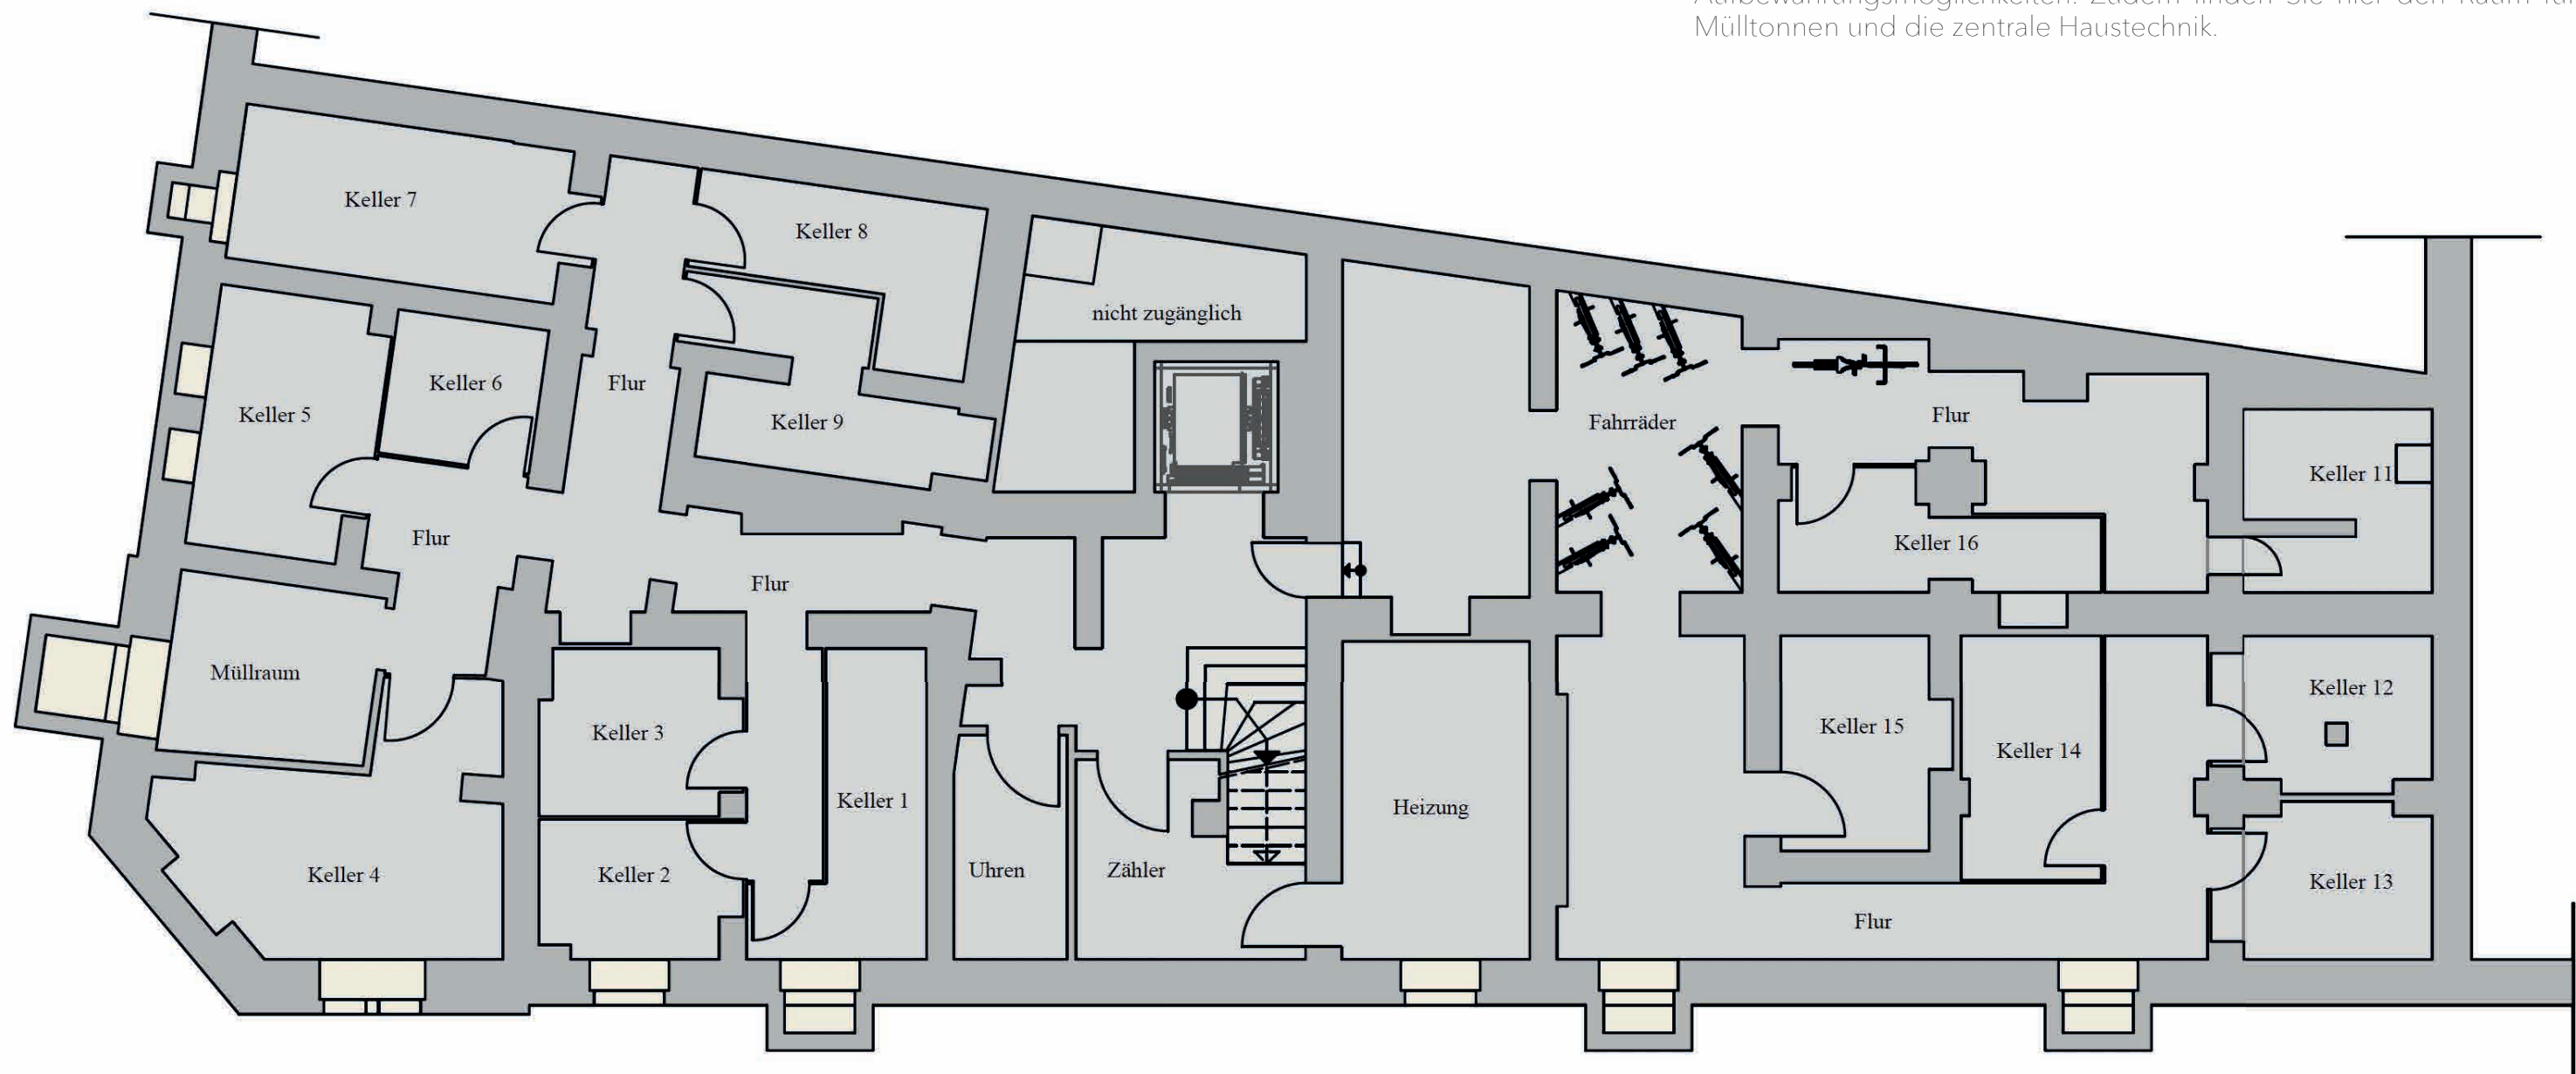 Mülltonnen und die zentrale Haustechnik.
Keller 7
Keller 8
nicht zugänglich
Keller 6
Flur
Keller 5
Keller 9
Fahrräder
Flur
Keller 11
Flur
Keller 16
Flur
Müllraum
Keller 12
Keller 3
Keller 15
Keller 14
Keller 1
Heizung
Keller 4
Keller 2
Uhren
Zähler
Keller 13
Flur